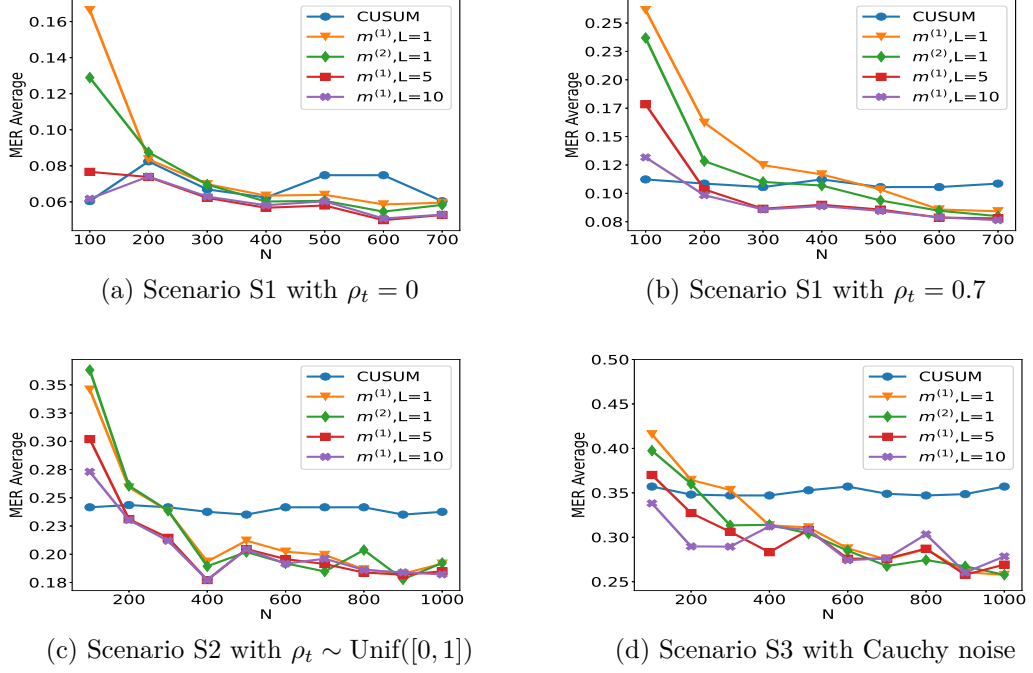 0.16
0.14
0.12
0.10
0.08
0.06
MER Average
100 200 300 400 500 600 700
N
CUSUM
m⁽¹⁾,L=1
m⁽²⁾,L=1
m⁽¹⁾,L=5
m⁽¹⁾,L=10
(a) Scenario S1 with ρₜ = 0
0.25
0.23
0.20
0.17
0.15
0.12
0.10
0.08
MER Average
100 200 300 400 500 600 700
N
CUSUM
m⁽¹⁾,L=1
m⁽²⁾,L=1
m⁽¹⁾,L=5
m⁽¹⁾,L=10
(b) Scenario S1 with ρₜ = 0.7
0.35
0.33
0.30
0.28
0.25
0.23
0.20
0.18
MER Average
200 400 600 800 1000
N
CUSUM
m⁽¹⁾,L=1
m⁽²⁾,L=1
m⁽¹⁾,L=5
m⁽¹⁾,L=10
(c) Scenario S2 with ρₜ ∼ Unif([0, 1])
0.50
0.45
0.40
0.35
0.30
0.25
MER Average
200 400 600 800 1000
N
CUSUM
m⁽¹⁾,L=1
m⁽²⁾,L=1
m⁽¹⁾,L=5
m⁽¹⁾,L=10
(d) Scenario S3 with Cauchy noise